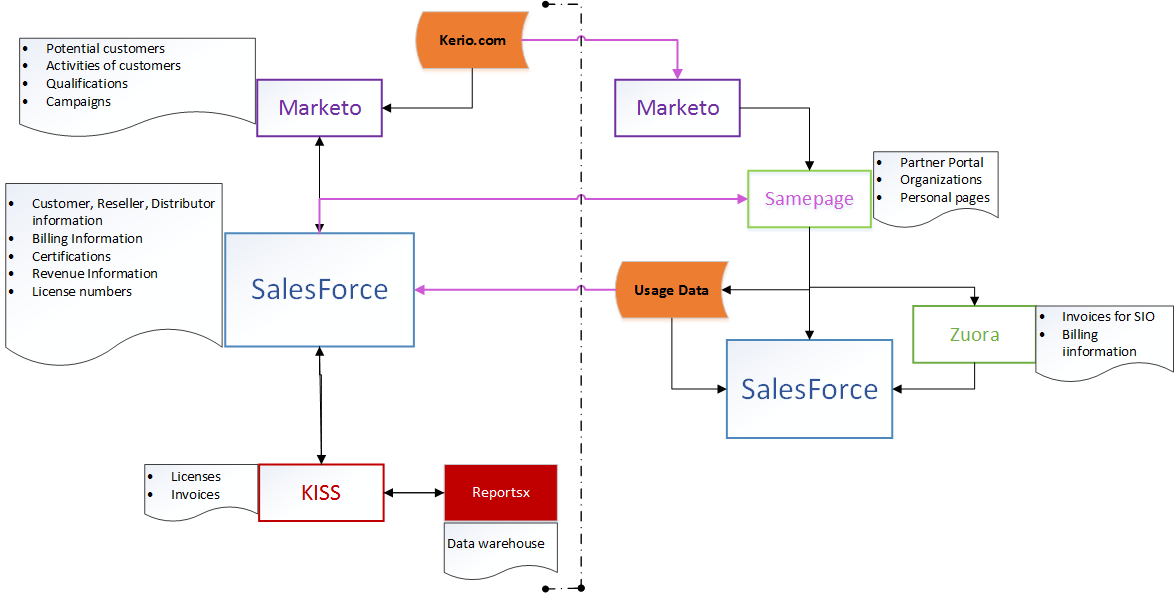 Kerio.com
Potential customers
Activities of customers
Qualifications
Campaigns
Marketo
Marketo
Partner Portal
Organizations
Personal pages
Samepage
Customer, Reseller, Distributor
information
Billing Information
Certifications
Revenue Information
License numbers
SalesForce
Usage Data
Zuora
Invoices for SIO
Billing
iinformation
SalesForce
Licenses
Invoices
KISS
Reportsx
Data warehouse